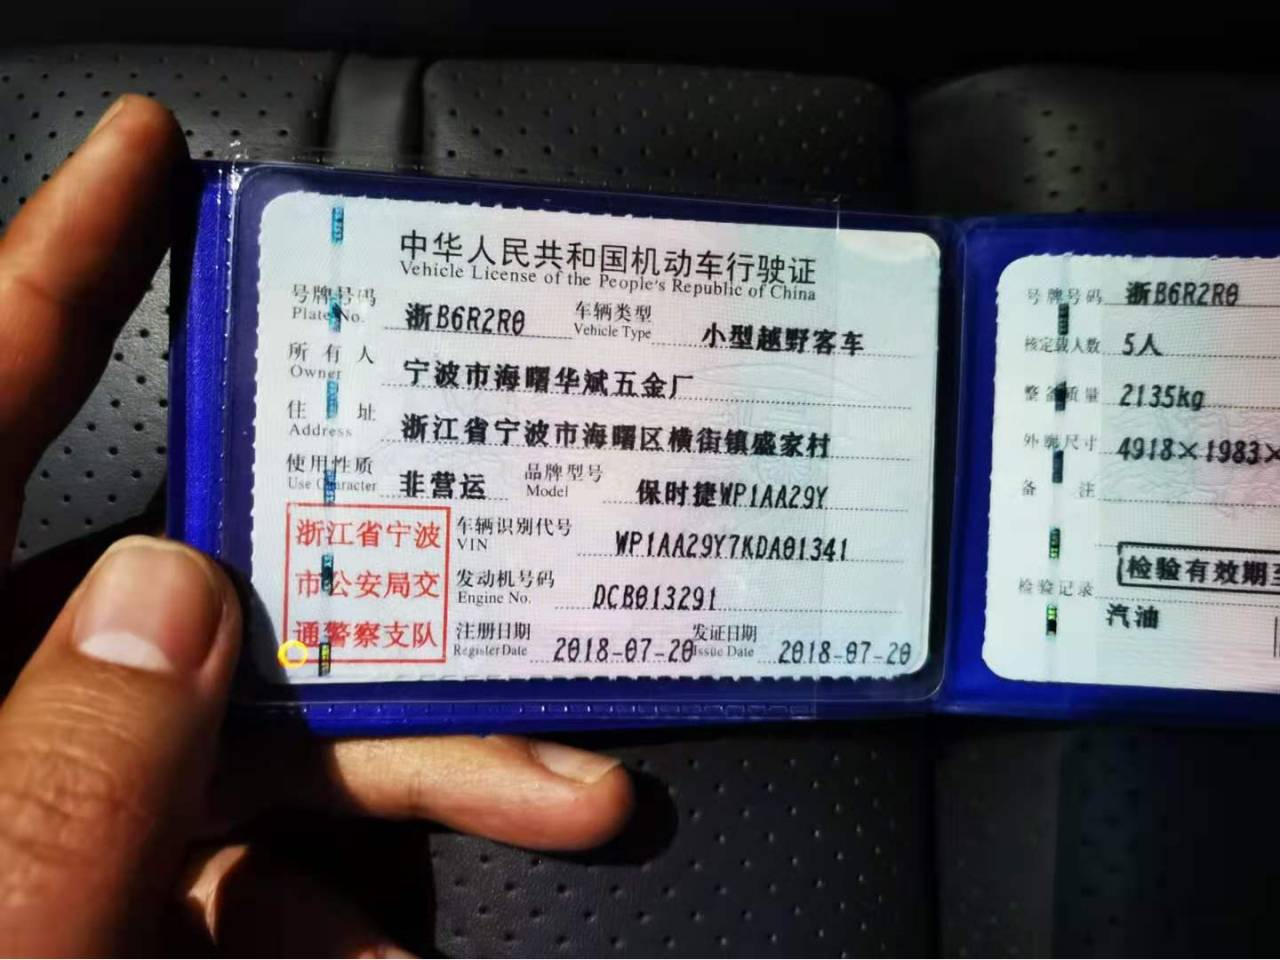 中华人民共和国机动车行驶证
Vehicle License of the People's Republic of China
号牌号码 浙B6R2R0 车辆类型 小型越野客车
Plate No. Vehicle Type
所有人 宁波市海曙华斌五金厂
Owner
住址 浙江省宁波市海曙区横街镇盛家村
Address
使用性质 非营运 品牌型号 保时捷WP1AA29Y
Use Character Model
浙江省宁波
市公安局交
通警察支队
车辆识别代号 WP1AA29Y7KDA01341
VIN
发动机号码 DCB013291
Engine No.
注册日期 2018-07-20 发证日期 2018-07-20
Register Date Issue Date
号牌号码 浙B6R2R0
核定载人数 5人
整备质量 2135kg
外廓尺寸 4918×1983×
备注
检验记录 检验有效期至
汽油